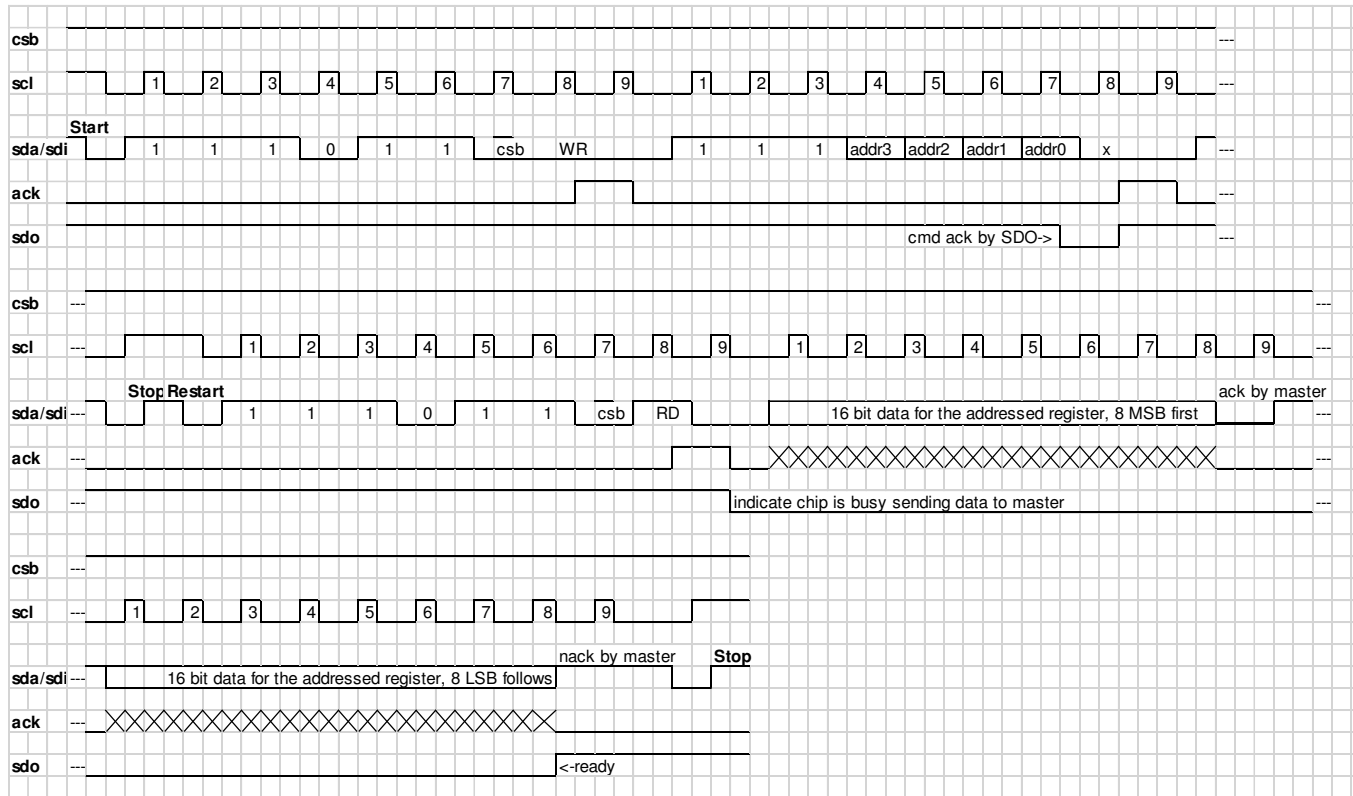 csb ---
scl 1 2 3 4 5 6 7 8 9 1 2 3 4 5 6 7 8 9 ---
Start
sda/sdi 1 1 1 0 1 1 csb WR 1 1 1 addr3 addr2 addr1 addr0 x ---
ack ---
sdo cmd ack by SDO-> ---
csb --- ---
scl --- 1 2 3 4 5 6 7 8 9 1 2 3 4 5 6 7 8 9 ---
Stop Restart ack by master
sda/sdi --- 1 1 1 0 1 1 csb RD 16 bit data for the addressed register, 8 MSB first ---
ack --- ---
sdo --- indicate chip is busy sending data to master ---
csb ---
scl --- 1 2 3 4 5 6 7 8 9
nack by master Stop
sda/sdi --- 16 bit data for the addressed register, 8 LSB follows
ack ---
sdo --- <-ready